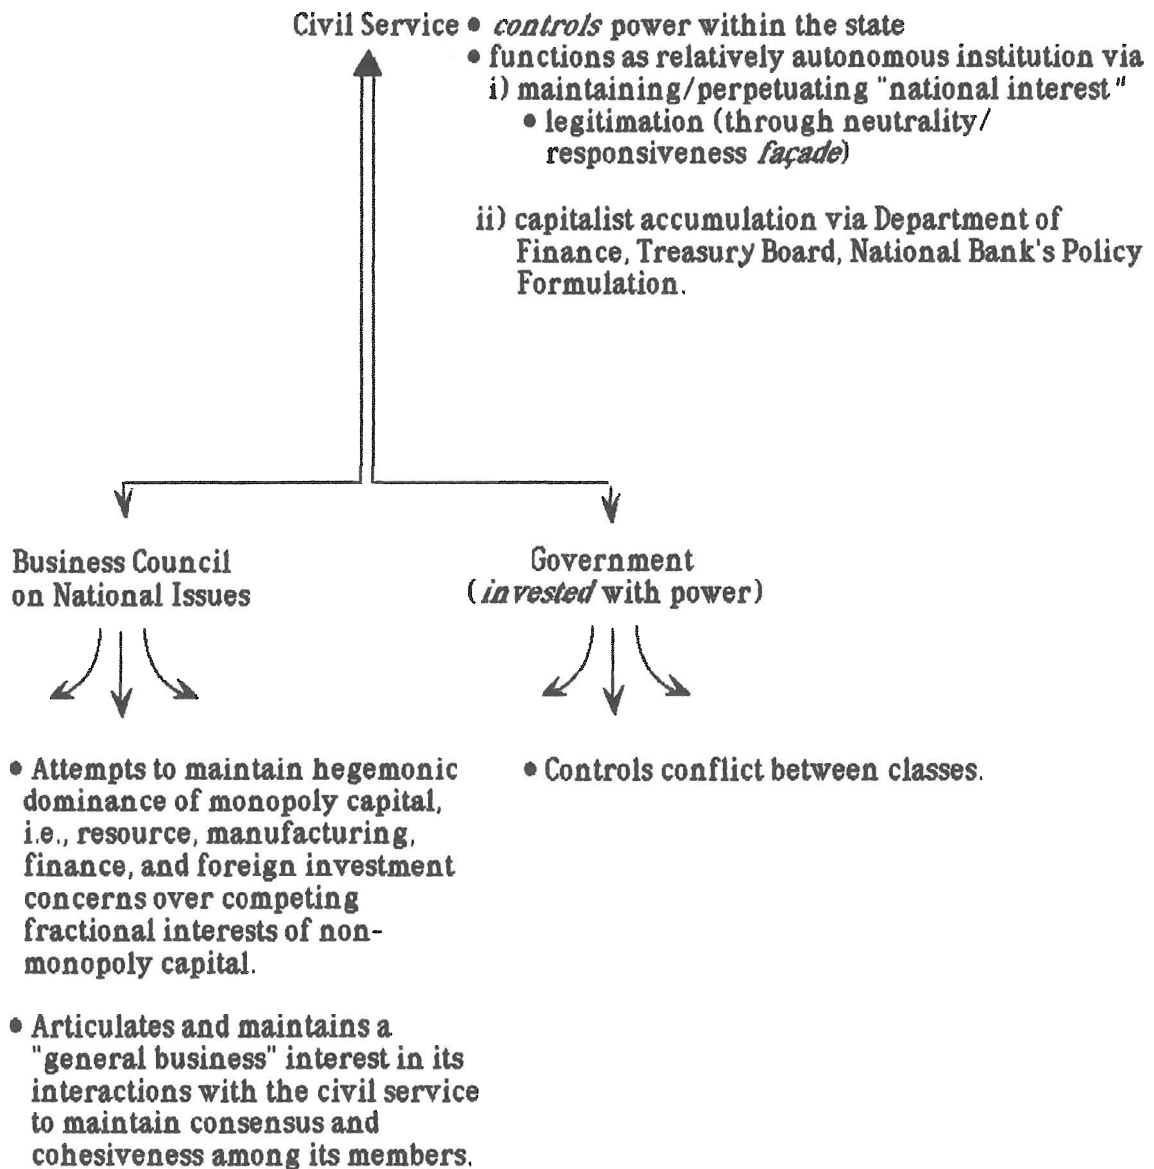 Civil Service • controls power within the state
• functions as relatively autonomous institution via
i) maintaining/perpetuating "national interest"
• legitimation (through neutrality/
responsiveness façade)
ii) capitalist accumulation via Department of
Finance, Treasury Board, National Bank's Policy
Formulation.
Business Council
on National Issues
Government
(invested with power)
• Attempts to maintain hegemonic
dominance of monopoly capital,
i.e., resource, manufacturing,
finance, and foreign investment
concerns over competing
fractional interests of non-
monopoly capital.
• Articulates and maintains a
"general business" interest in its
interactions with the civil service
to maintain consensus and
cohesiveness among its members.
• Controls conflict between classes.